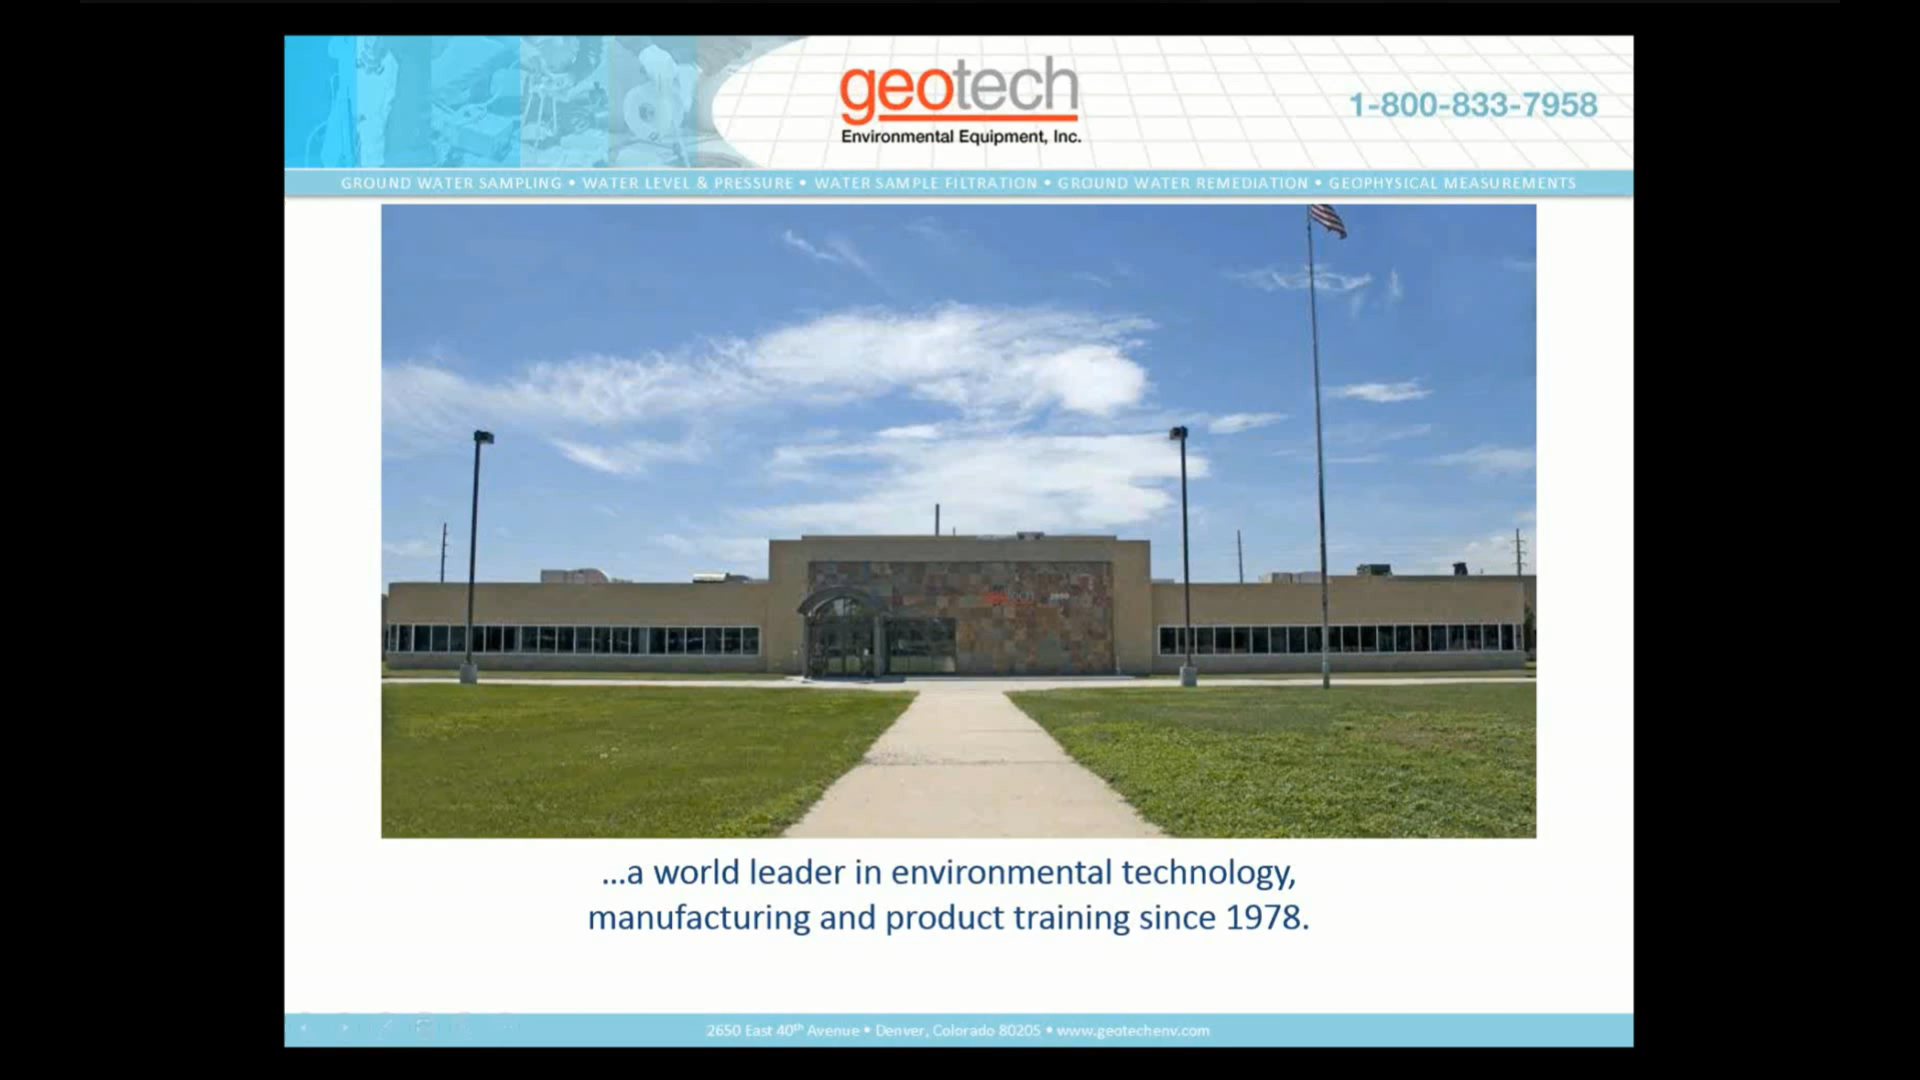 geotech
Environmental Equipment, Inc.
1-800-833-7958
GROUND WATER SAMPLING • WATER LEVEL & PRESSURE • WATER SAMPLE FILTRATION • GROUND WATER REMEDIATION • GEOPHYSICAL MEASUREMENTS
...a world leader in environmental technology,
manufacturing and product training since 1978.
2650 East 40th Avenue • Denver, Colorado 80205 • www.geotechenv.com